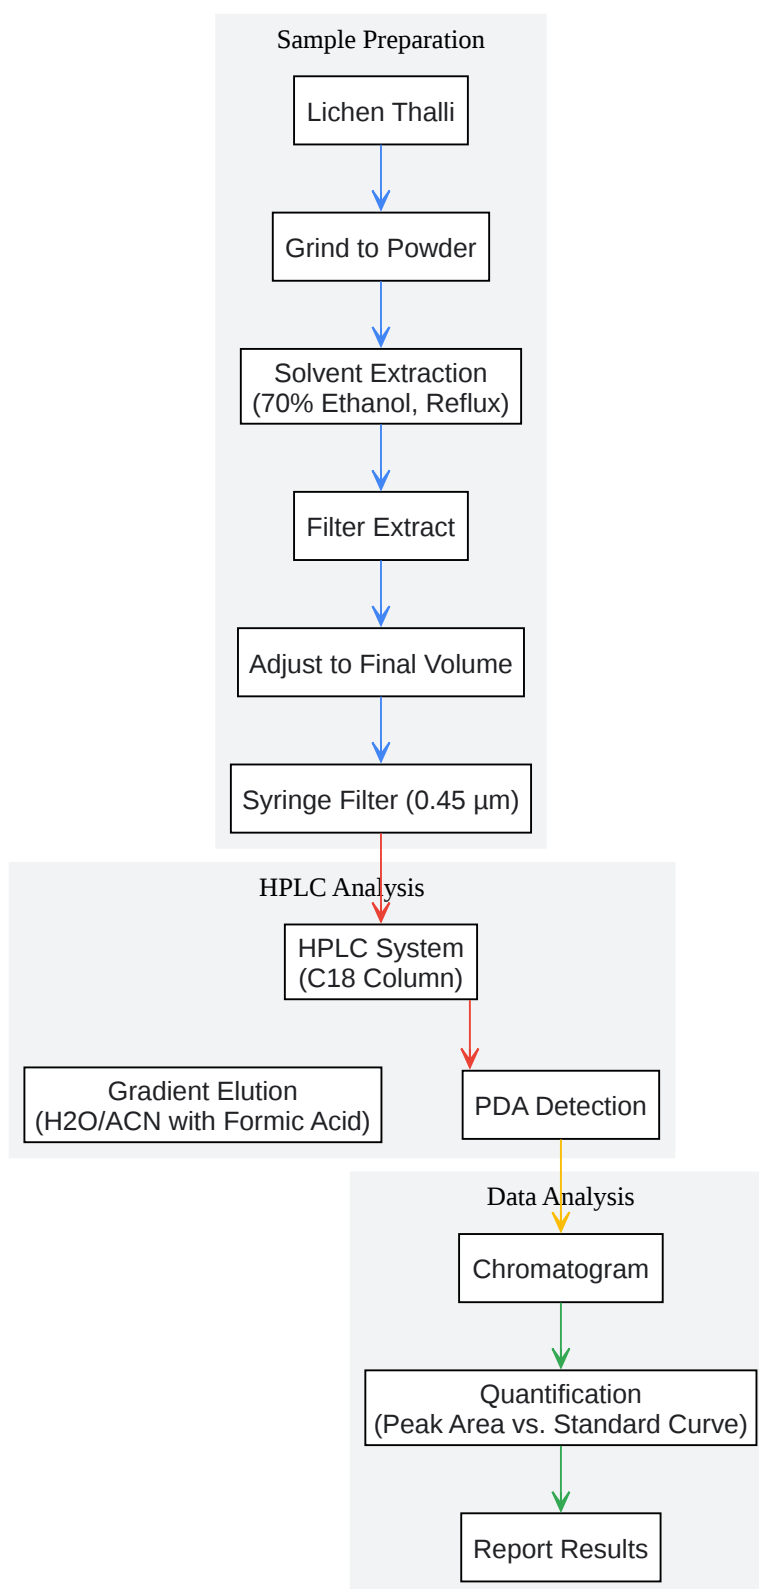 Sample Preparation
Lichen Thalli
Grind to Powder
Solvent Extraction
(70% Ethanol, Reflux)
Filter Extract
Adjust to Final Volume
Syringe Filter (0.45 µm)
HPLC Analysis
HPLC System
(C18 Column)
Gradient Elution
(H2O/ACN with Formic Acid)
PDA Detection
Data Analysis
Chromatogram
Quantification
(Peak Area vs. Standard Curve)
Report Results